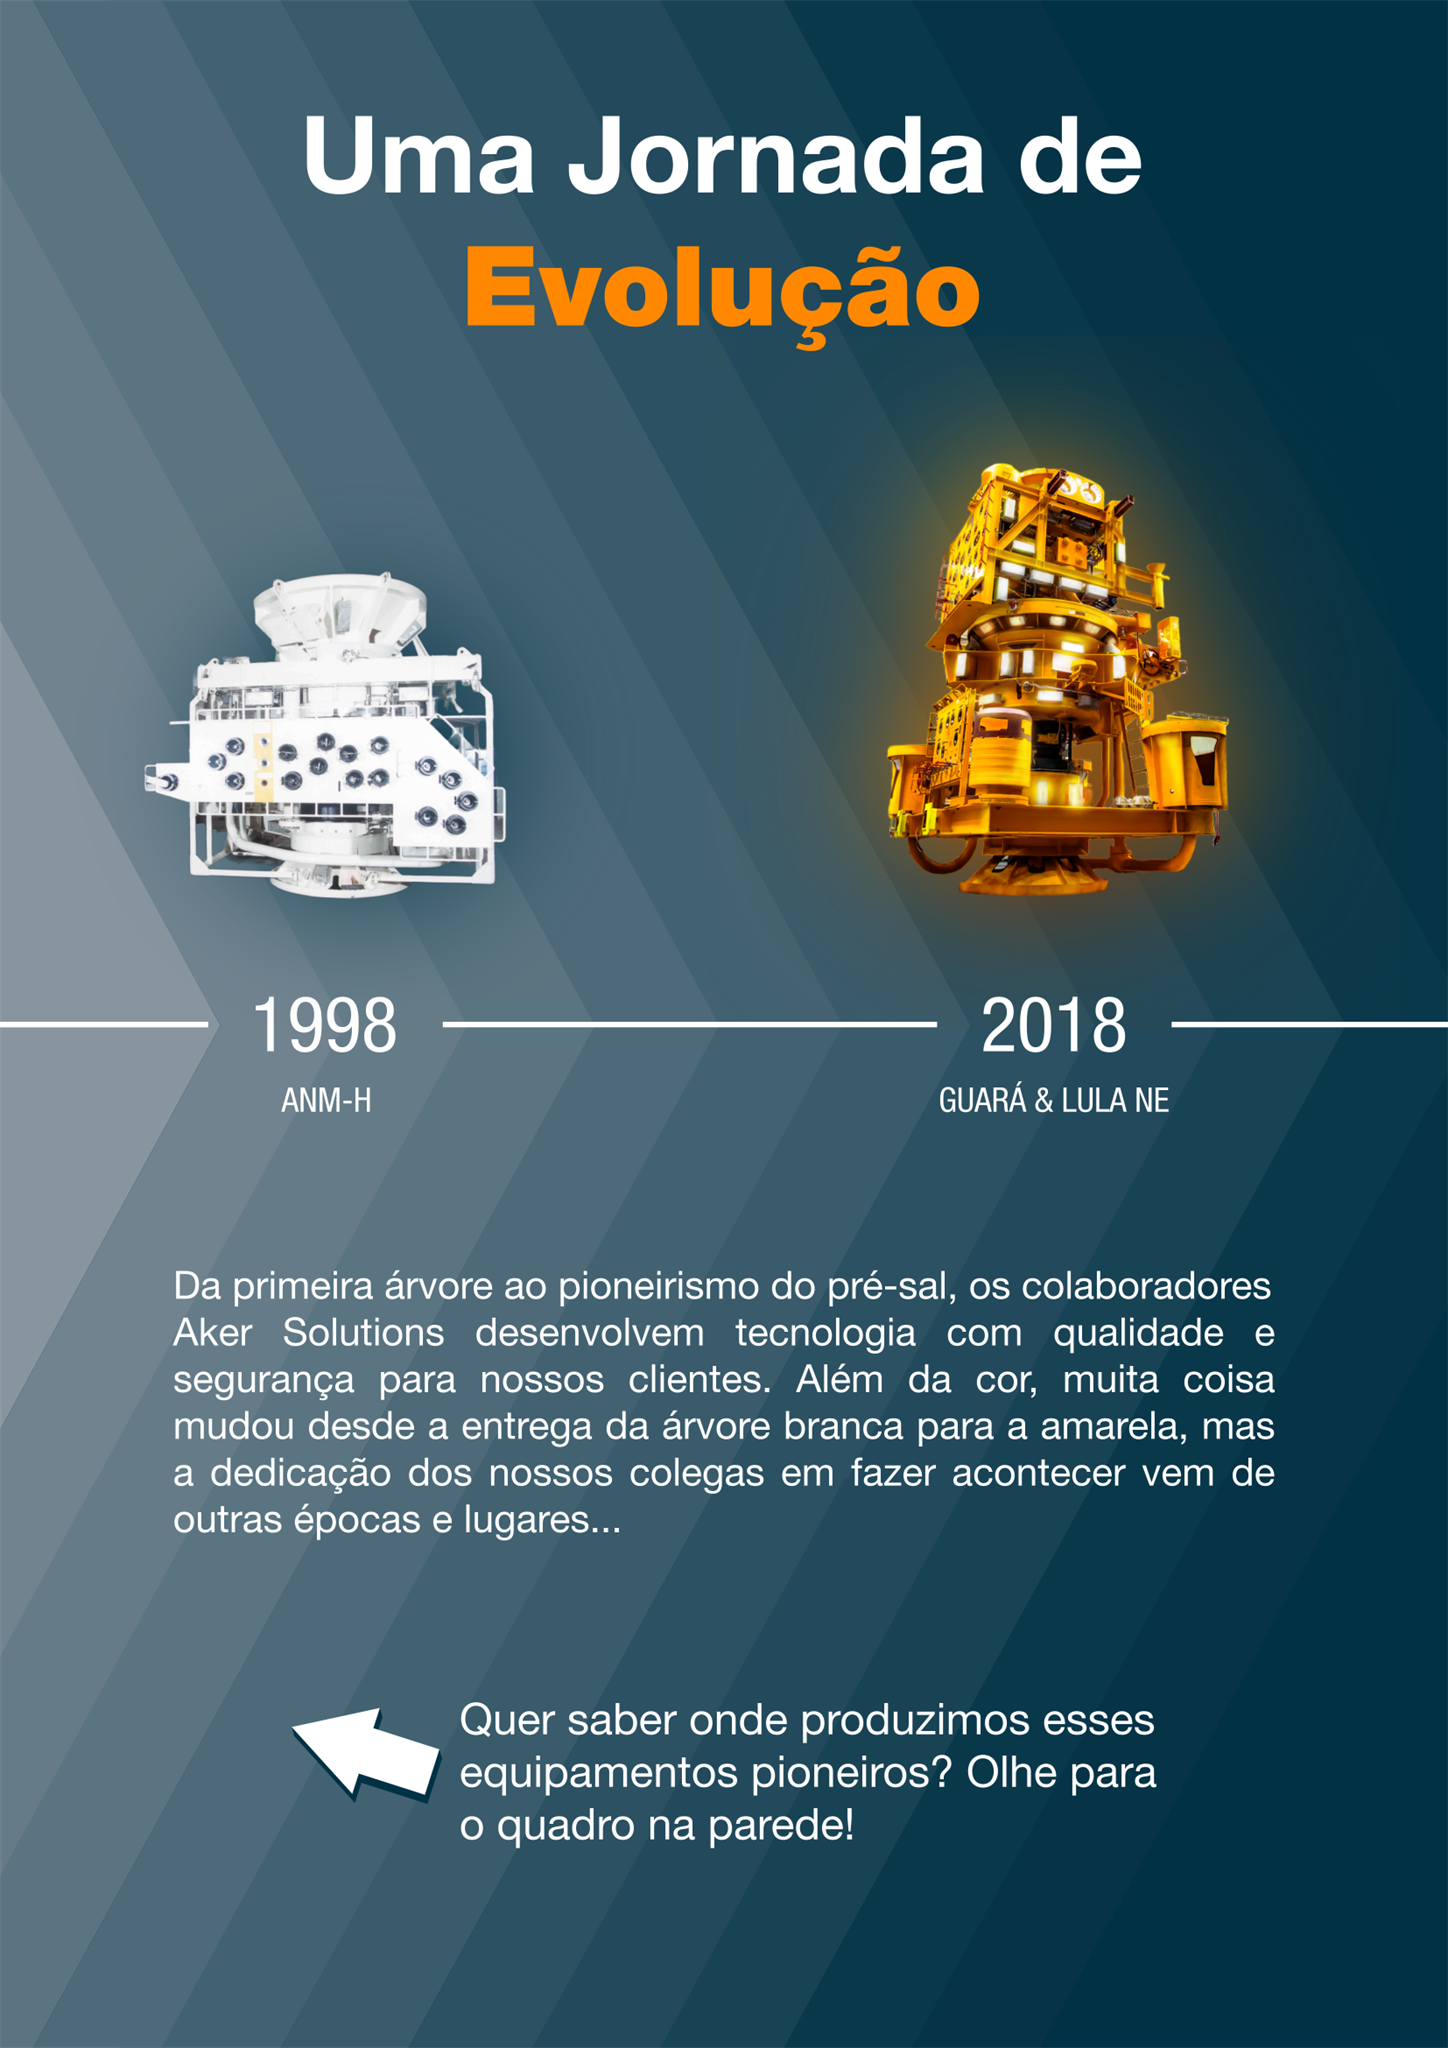 Uma Jornada de
Evolução
1998
2018
ANM-H
GUARÁ & LULA NE
Da primeira árvore ao pioneirismo do pré-sal, os colaboradores
Aker Solutions desenvolvem tecnologia com qualidade e
segurança para nossos clientes. Além da cor, muita coisa
mudou desde a entrega da árvore branca para a amarela, mas
a dedicação dos nossos colegas em fazer acontecer vem de
outras épocas e lugares...
Quer saber onde produzimos esses
equipamentos pioneiros? Olhe para
o quadro na parede!